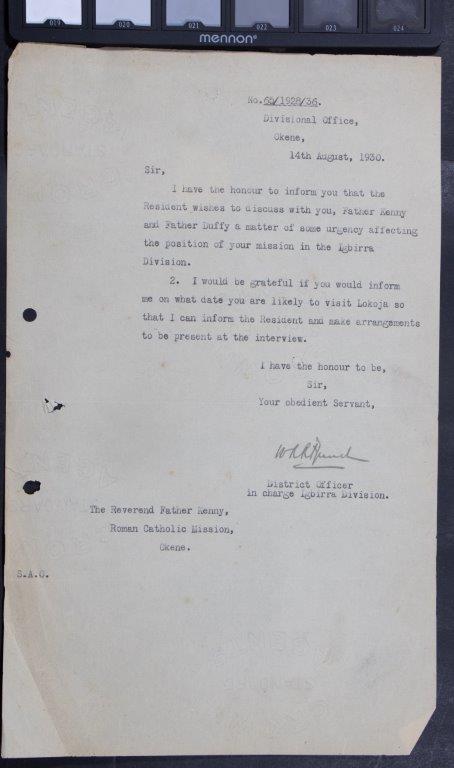 019 020 021 022 023 024
mennon®
No. 65/1928/36.
Divisional Office,
Okene,
14th August, 1930.
Sir,
I have the honour to inform you that the
Resident wishes to discuss with you, Father Kenny
and Father Duffy a matter of some urgency affecting
the position of your mission in the Igbirra
Division.
2. I would be grateful if you would inform
me on what date you are likely to visit Lokoja so
that I can inform the Resident and make arrangements
to be present at the interview.
I have the honour to be,
Sir,
Your obedient Servant,
District Officer
in charge Igbirra Division.
The Reverend Father Kenny,
Roman Catholic Mission,
Okene.
S.A.O.